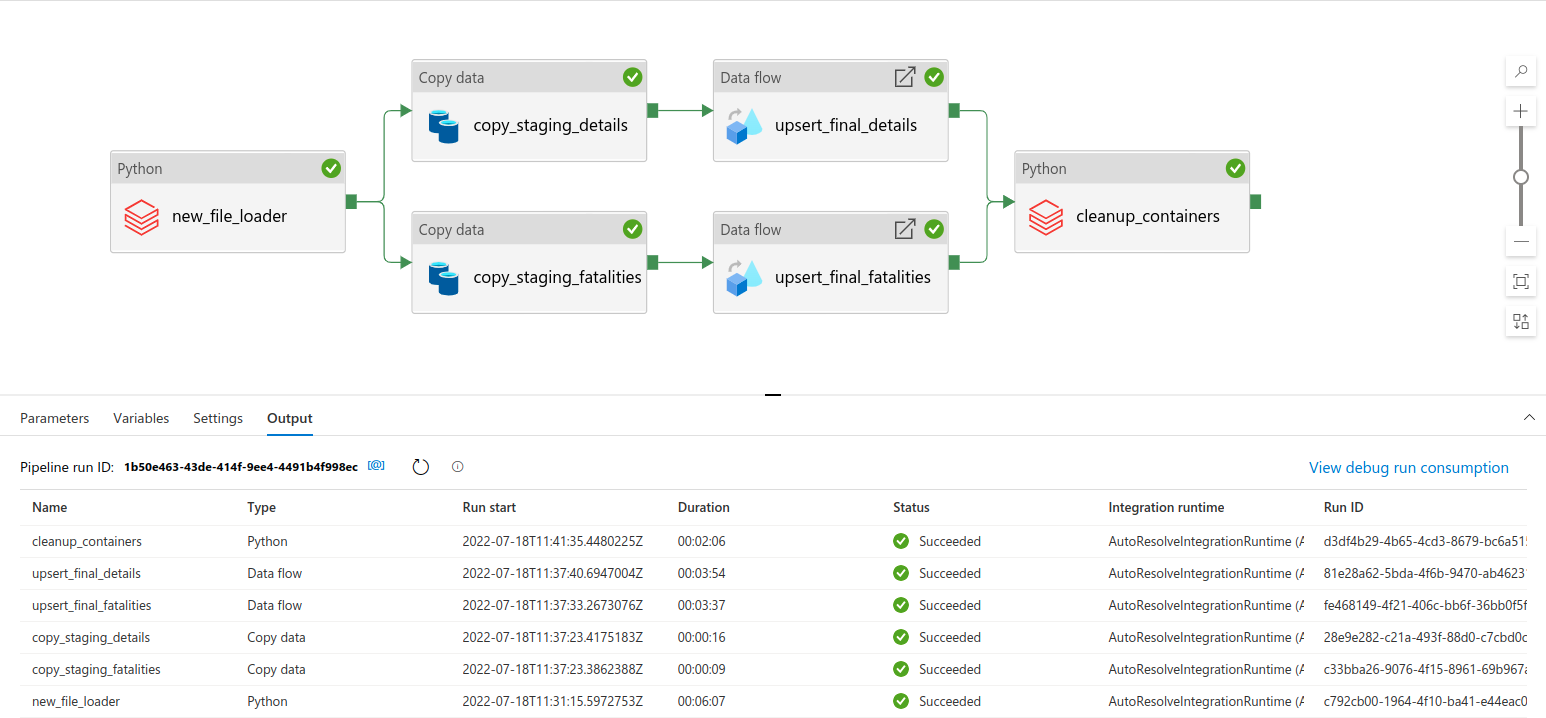 Copy data
Data flow
copy_staging_details
upsert_final_details
Python
Python
new_file_loader
cleanup_containers
Copy data
Data flow
copy_staging_fatalities
upsert_final_fatalities
Parameters Variables Settings Output
Pipeline run ID: 1b50e463-43de-414f-9ee4-4491b4f998ec [@] View debug run consumption
Name Type Run start Duration Status Integration runtime Run ID
cleanup_containers Python 2022-07-18T11:41:35.4480225Z 00:02:06 Succeeded AutoResolveIntegrationRuntime (A d3df4b29-4b65-4cd3-8679-bc6a515
upsert_final_details Data flow 2022-07-18T11:37:40.6947004Z 00:03:54 Succeeded AutoResolveIntegrationRuntime (A 81e28a62-5bda-4f6b-9470-ab46231
upsert_final_fatalities Data flow 2022-07-18T11:37:33.2673076Z 00:03:37 Succeeded AutoResolveIntegrationRuntime (A fe468149-4f21-406c-bb6f-36bb0f5f
copy_staging_details Copy data 2022-07-18T11:37:23.4175183Z 00:00:16 Succeeded AutoResolveIntegrationRuntime (A 28e9e282-c21a-493f-88d0-c7cbd0c
copy_staging_fatalities Copy data 2022-07-18T11:37:23.3862388Z 00:00:09 Succeeded AutoResolveIntegrationRuntime (A c33bba26-9076-4f15-8961-69b967a
new_file_loader Python 2022-07-18T11:31:15.5972753Z 00:06:07 Succeeded AutoResolveIntegrationRuntime (A c792cb00-1964-4f10-ba41-e44eac0